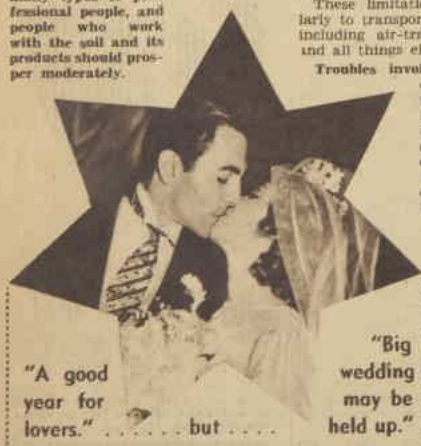 fessional people, and
people who work
with the soil and its
products should pros-
per moderately.
These limitati
larly to transpor
including air-tra
and all things el
Troubles invol
"A good
year for
lovers." . . . . . . but . . . .
"Big
wedding
may be
held up."